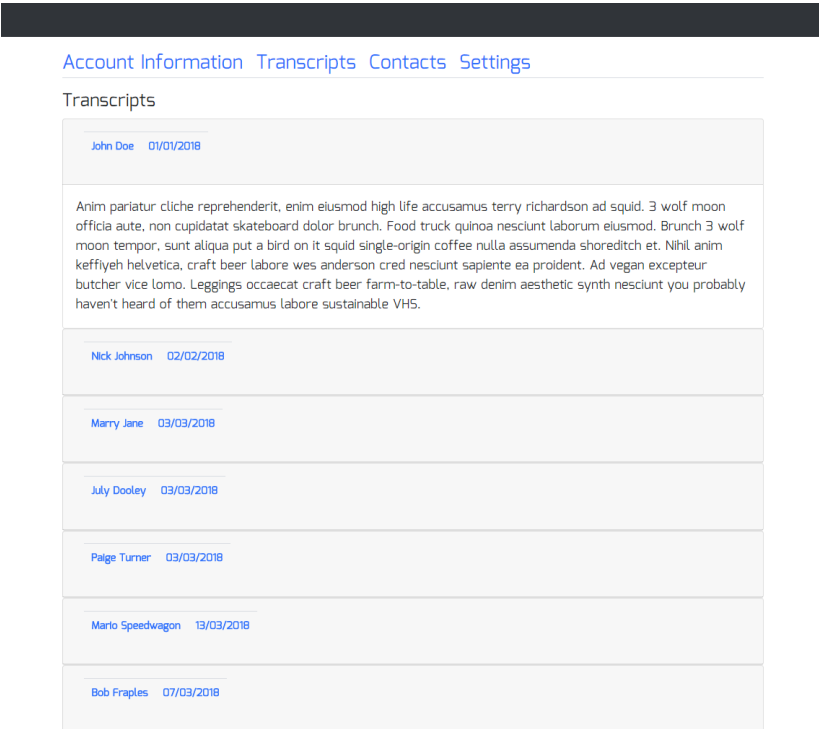 Account Information Transcripts Contacts Settings
Transcripts
John Doe 01/01/2018
Anim pariatur cliche reprehenderit, enim eiusmod high life accusamus terry richardson ad squid. 3 wolf moon
officia aute, non cupidatat skateboard dolor brunch. Food truck quinoa nesciunt laborum eiusmod. Brunch 3 wolf
moon tempor, sunt aliqua put a bird on it squid single-origin coffee nulla assumenda shoreditch et. Nihil anim
keffiyeh helvetica, craft beer labore wes anderson cred nesciunt sapiente ea proident. Ad vegan excepteur
butcher vice lomo. Leggings occaecat craft beer farm-to-table, raw denim aesthetic synth nesciunt you probably
haven't heard of them accusamus labore sustainable VHS.
Nick Johnson 02/02/2018
Marry Jane 03/03/2018
July Dooley 03/03/2018
Paige Turner 03/03/2018
Mario Speedwagon 13/03/2018
Bob Fraples 07/03/2018